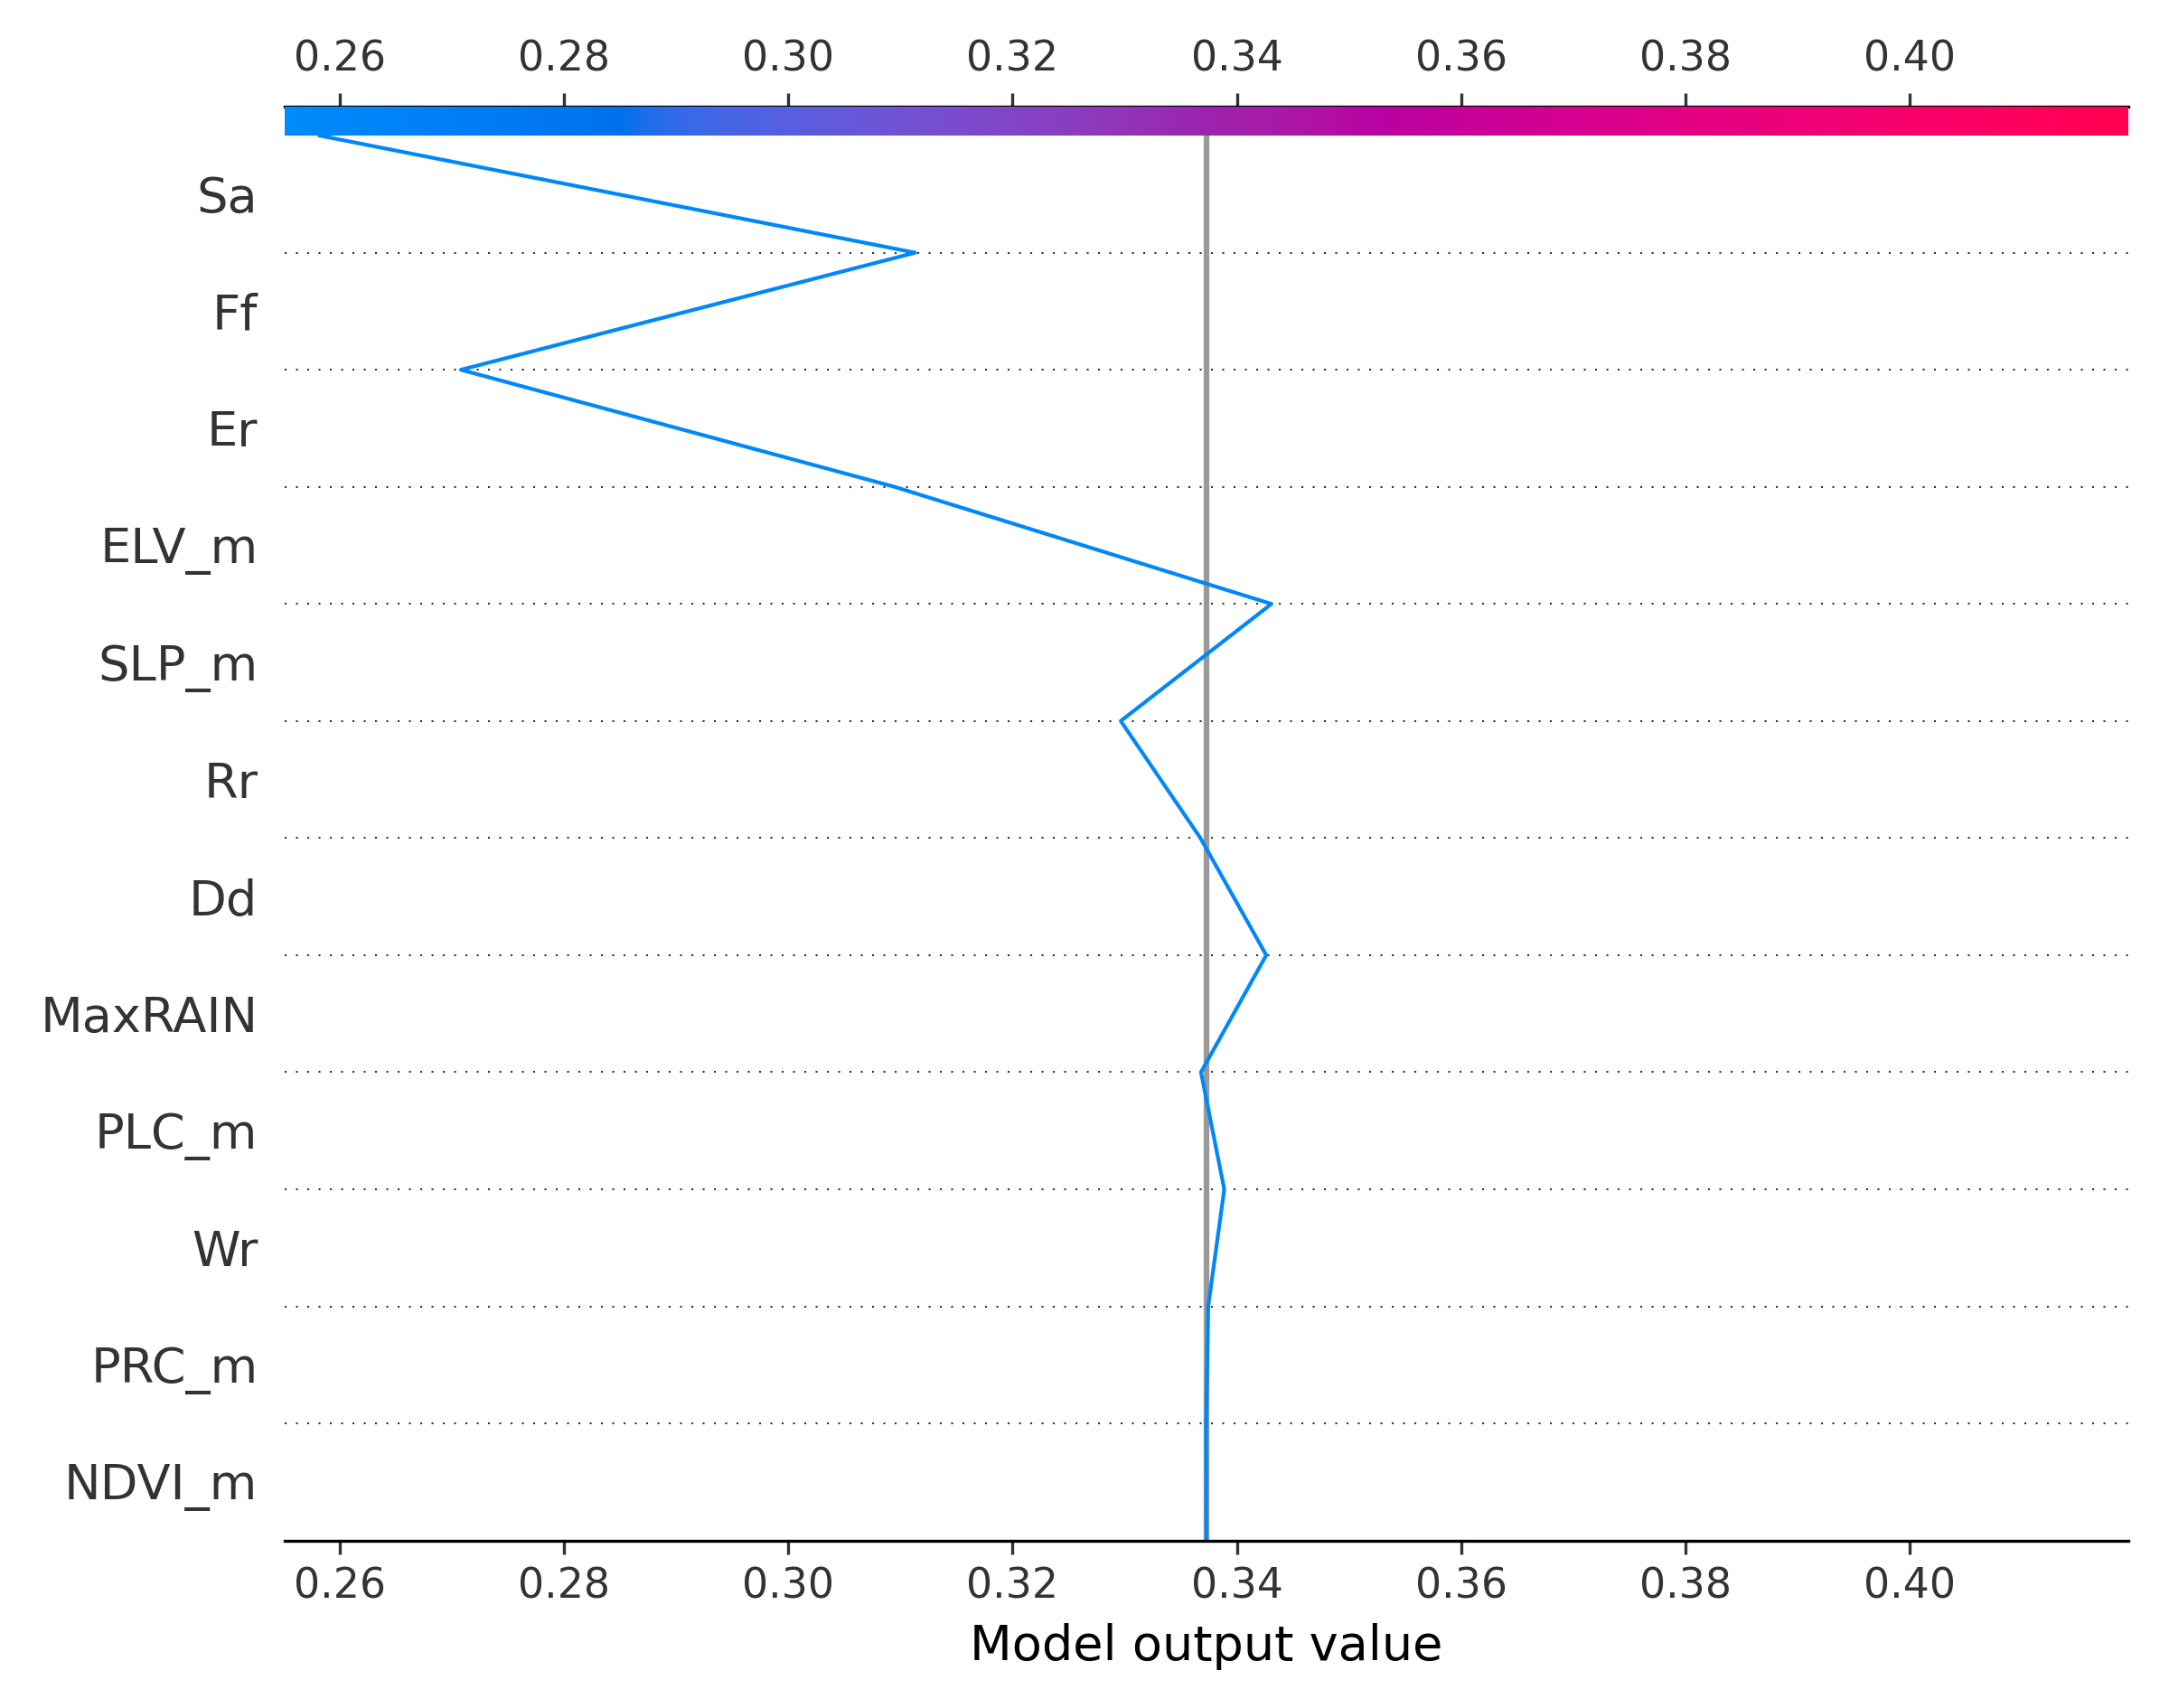 0.26 0.28 0.30 0.32 0.34 0.36 0.38 0.40
Sa
Ff
Er
ELV_m
SLP_m
Rr
Dd
MaxRAIN
PLC_m
Wr
PRC_m
NDVI_m
0.26 0.28 0.30 0.32 0.34 0.36 0.38 0.40
Model output value